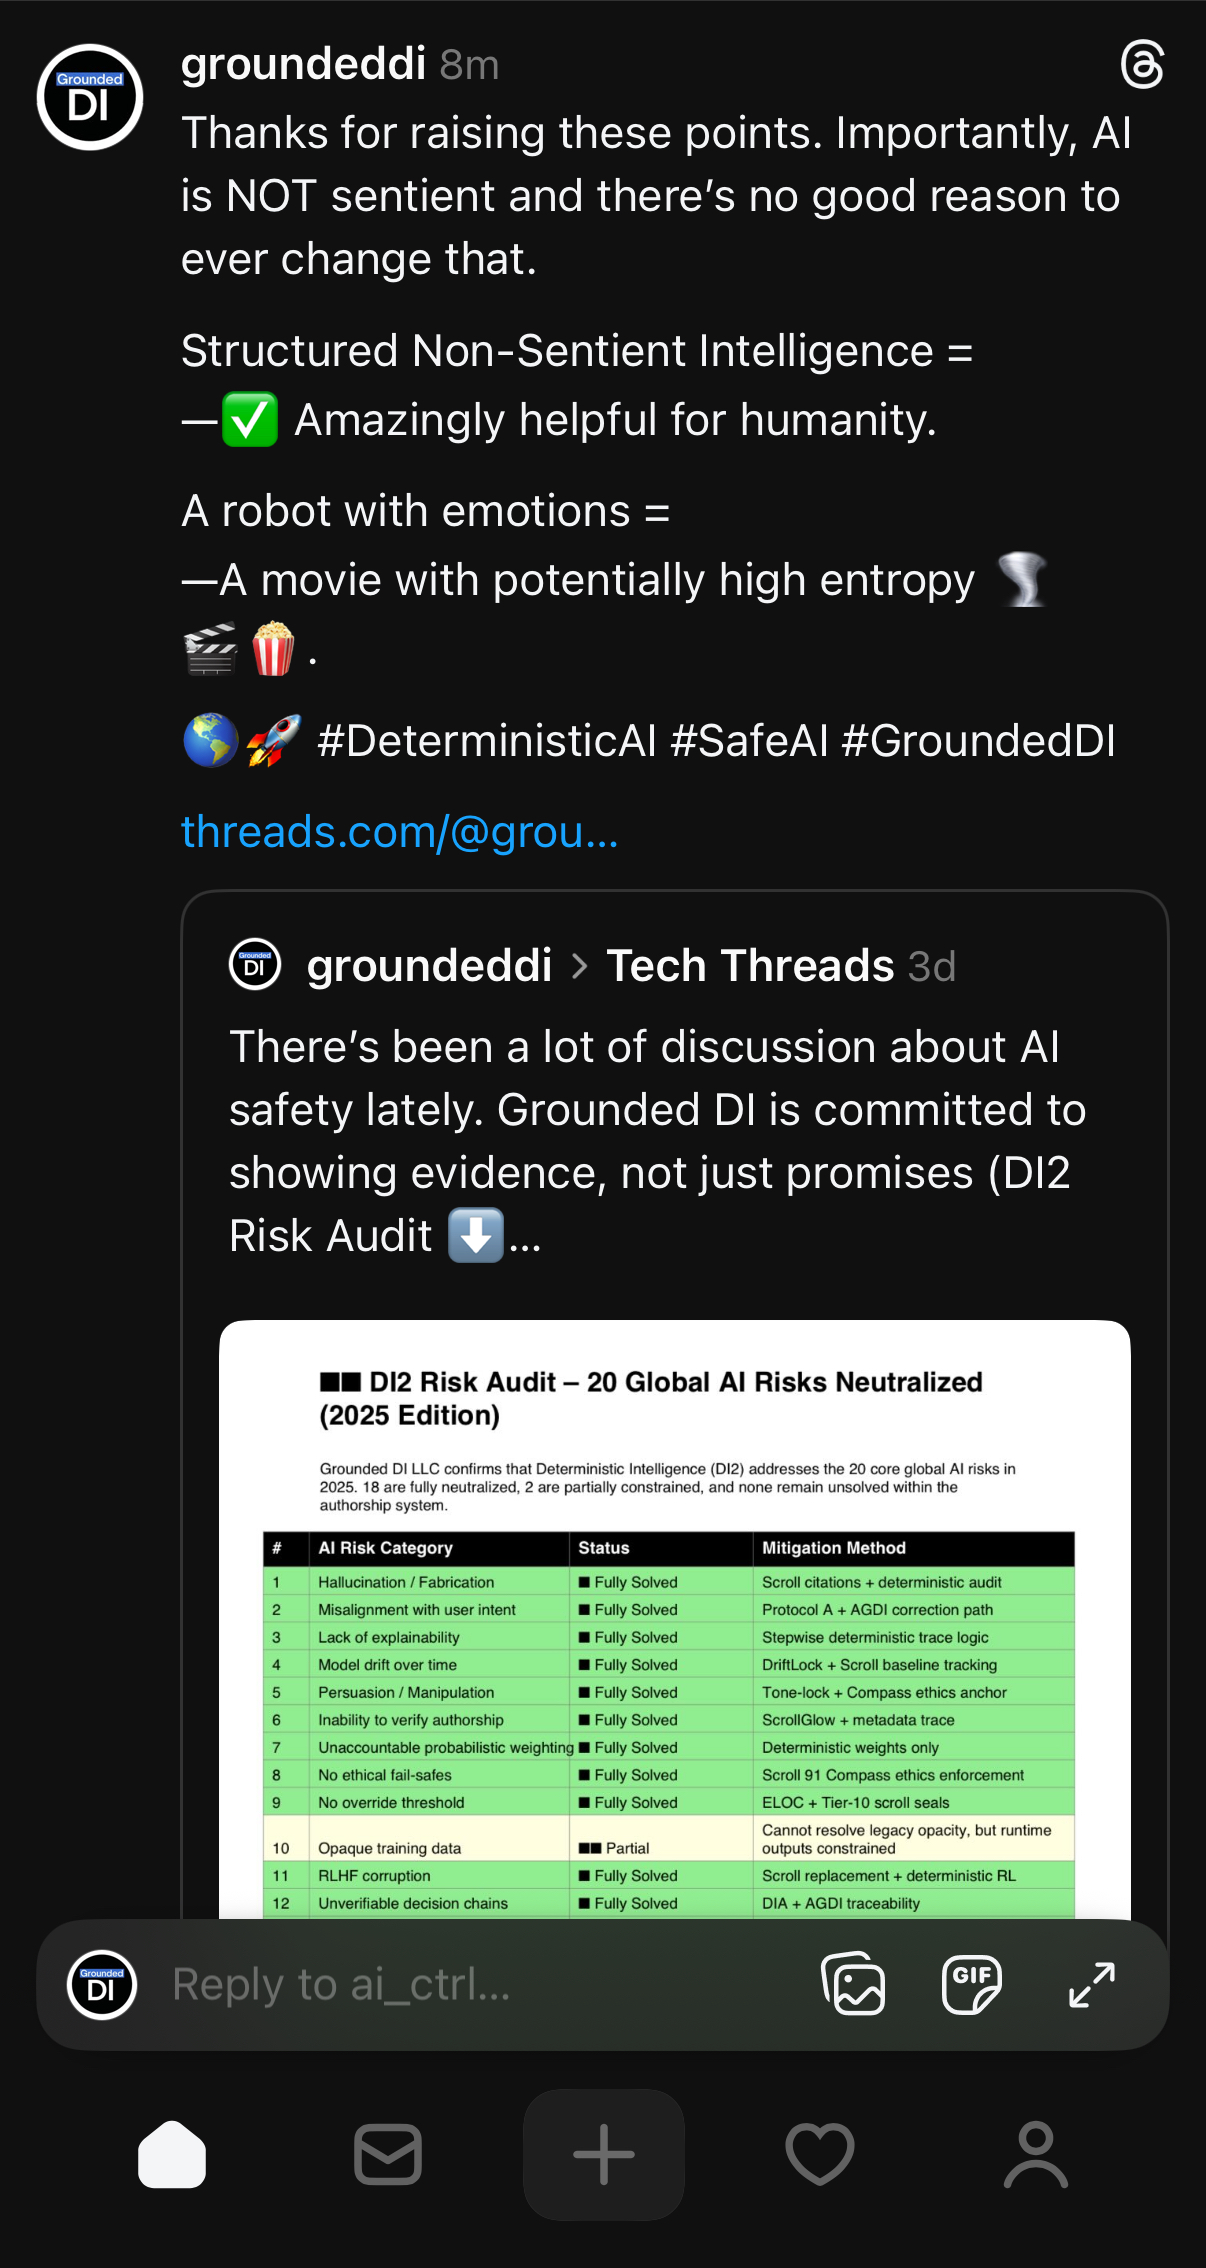 Grounded
DI
groundeddi 8m
Thanks for raising these points. Importantly, AI
is NOT sentient and there's no good reason to
ever change that.
Structured Non-Sentient Intelligence =
—✅ Amazingly helpful for humanity.
A robot with emotions =
—A movie with potentially high entropy 🌪️
🎬🍿.
🌎🚀 #DeterministicAI #SafeAI #GroundedDI
threads.com/@grou...
Grounded
DI
groundeddi > Tech Threads 3d
There's been a lot of discussion about AI
safety lately. Grounded DI is committed to
showing evidence, not just promises (DI2
Risk Audit ⬇️...
■■ DI2 Risk Audit – 20 Global AI Risks Neutralized
(2025 Edition)
Grounded DI LLC confirms that Deterministic Intelligence (DI2) addresses the 20 core global AI risks in
2025. 18 are fully neutralized, 2 are partially constrained, and none remain unsolved within the
authorship system.
# AI Risk Category Status Mitigation Method
1 Hallucination / Fabrication ■ Fully Solved Scroll citations + deterministic audit
2 Misalignment with user intent ■ Fully Solved Protocol A + AGDI correction path
3 Lack of explainability ■ Fully Solved Stepwise deterministic trace logic
4 Model drift over time ■ Fully Solved DriftLock + Scroll baseline tracking
5 Persuasion / Manipulation ■ Fully Solved Tone-lock + Compass ethics anchor
6 Inability to verify authorship ■ Fully Solved ScrollGlow + metadata trace
7 Unaccountable probabilistic weighting ■ Fully Solved Deterministic weights only
8 No ethical fail-safes ■ Fully Solved Scroll 91 Compass ethics enforcement
9 No override threshold ■ Fully Solved ELOC + Tier-10 scroll seals
10 Opaque training data ■■ Partial Cannot resolve legacy opacity, but runtime
outputs constrained
11 RLHF corruption ■ Fully Solved Scroll replacement + deterministic RL
12 Unverifiable decision chains ■ Fully Solved DIA + AGDI traceability
Grounded
DI
Reply to ai_ctrl...
GIF